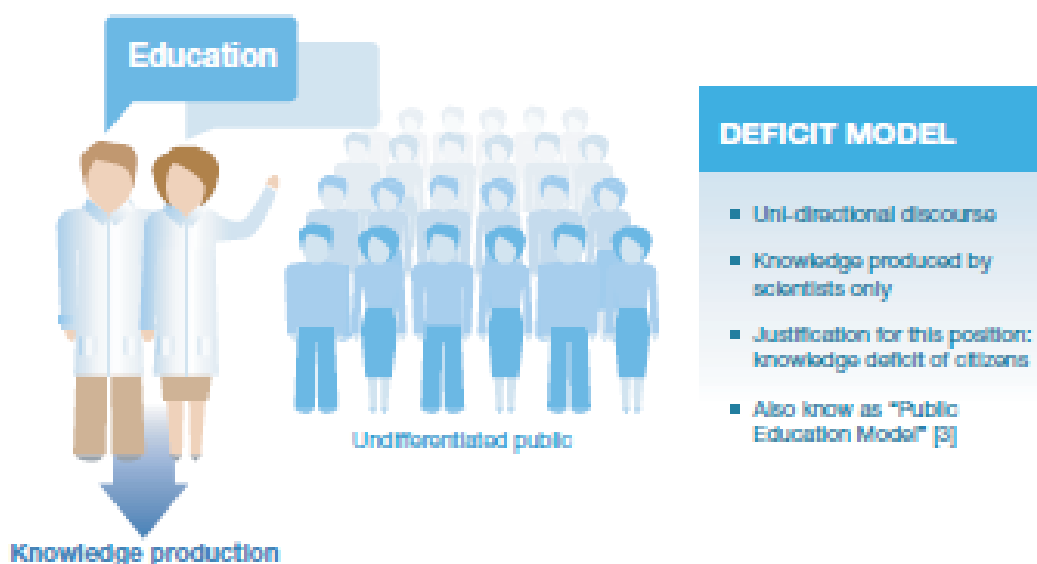 Education
Undifferentiated public
Knowledge production
DEFICIT MODEL
Uni-directional discourse
Knowledge produced by
scientists only
Justification for this position:
knowledge deficit of citizens
Also know as "Public
Education Model" [3]